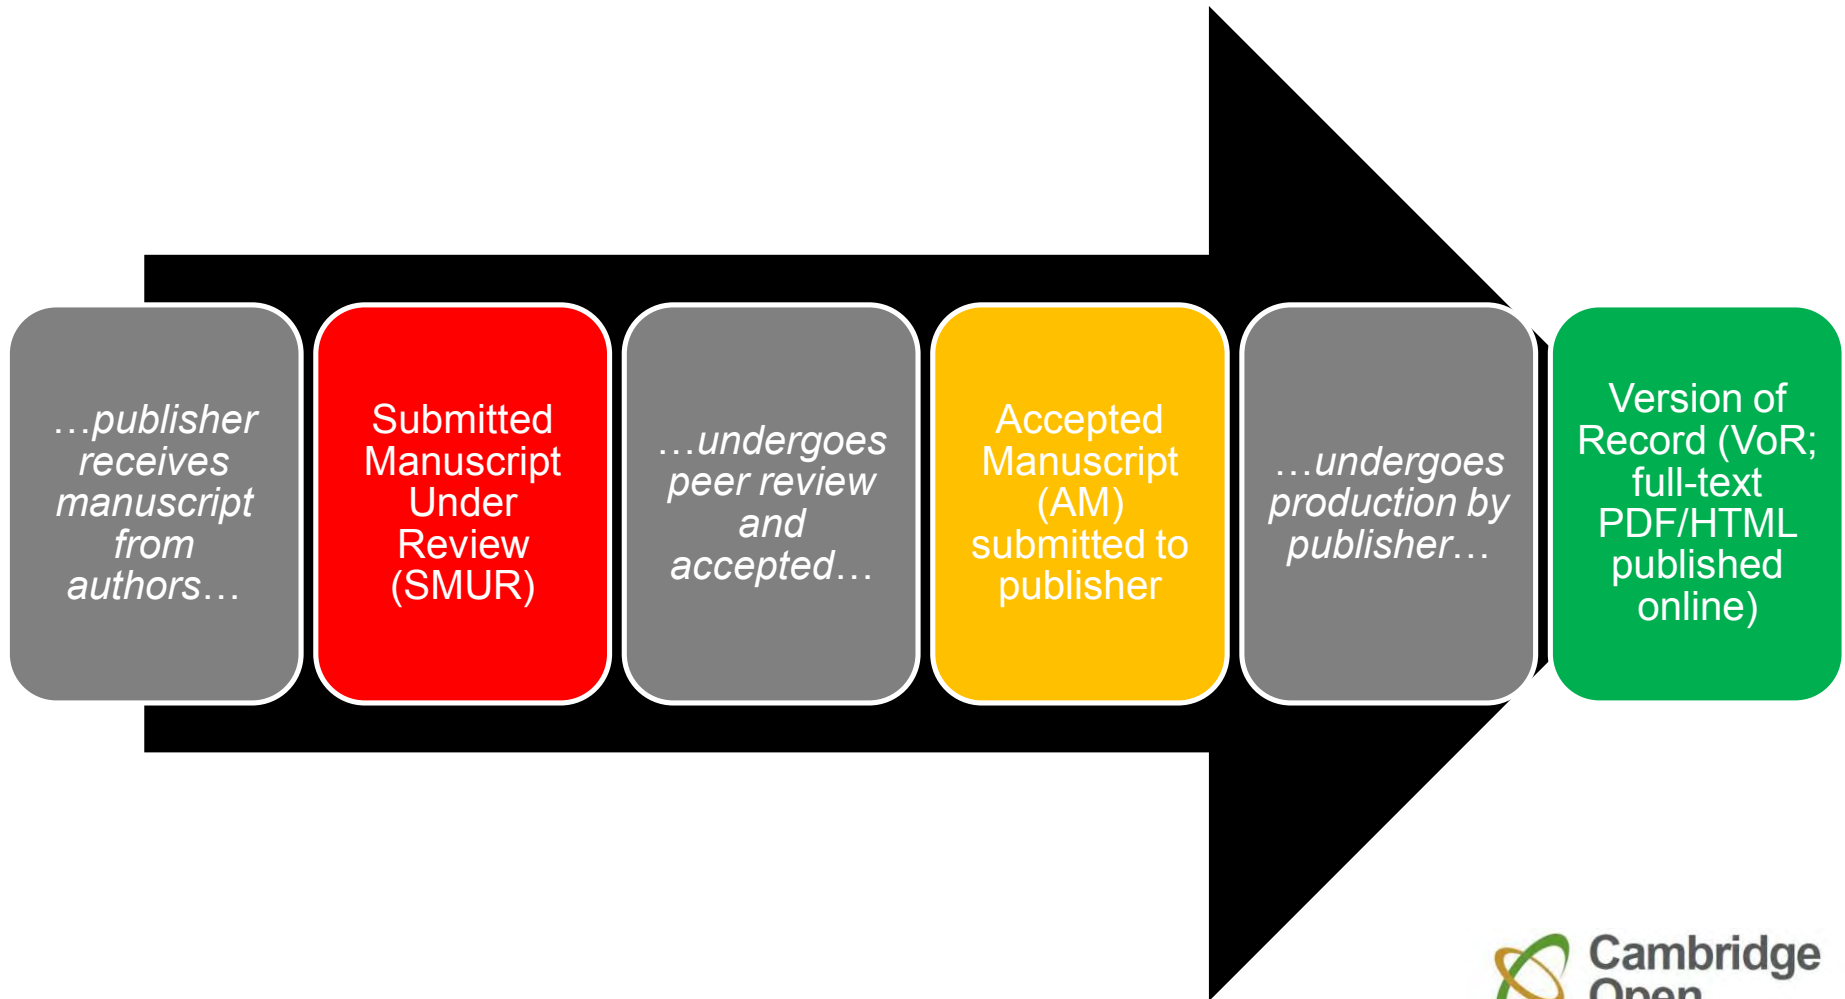 …publisher
receives
manuscript
from
authors…
Submitted
Manuscript
Under
Review
(SMUR)
…undergoes
peer review
and
accepted…
Accepted
Manuscript
(AM)
submitted to
publisher
…undergoes
production by
publisher…
Version of
Record (VoR;
full-text
PDF/HTML
published
online)
Cambridge
Open